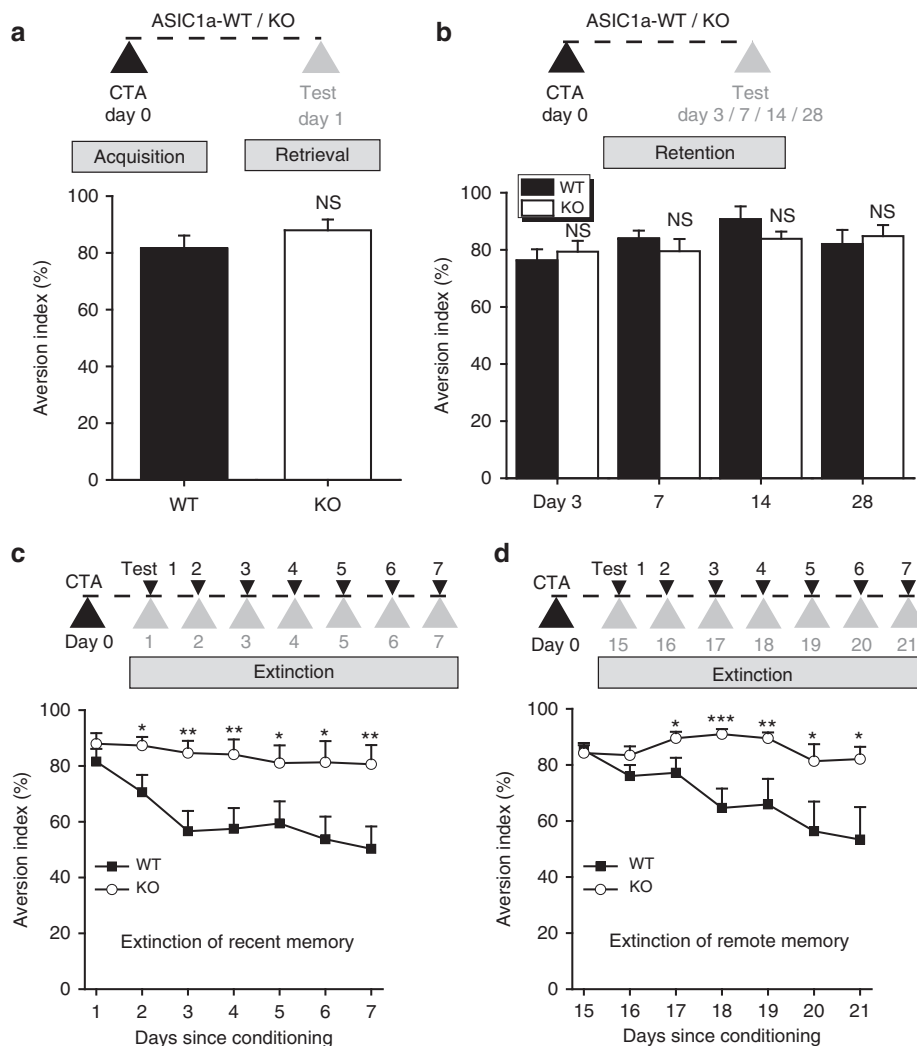 a
ASIC1a-WT / KO
CTA
day 0
Test
day 1
Acquisition
Retrieval
100
80
60
40
20
0
Aversion index (%)
NS
WT
KO
b
ASIC1a-WT / KO
CTA
day 0
Test
day 3 / 7 / 14 / 28
Retention
100
80
60
40
20
0
Aversion index (%)
WT
KO
NS
NS
NS
NS
Day 3
7
14
28
c
CTA
Test 1 2 3 4 5 6 7
Day 0 1 2 3 4 5 6 7
Extinction
100
80
60
40
20
0
Aversion index (%)
* ** ** * * *
WT
KO
Extinction of recent memory
1 2 3 4 5 6 7
Days since conditioning
d
CTA
Test 1 2 3 4 5 6 7
Day 0 15 16 17 18 19 20 21
Extinction
100
80
60
40
20
0
Aversion index (%)
* *** ** * *
WT
KO
Extinction of remote memory
15 16 17 18 19 20 21
Days since conditioning